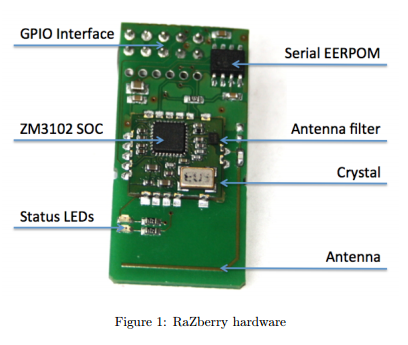 GPIO Interface
Serial EERPOM
ZM3102 SOC
Antenna filter
Crystal
Status LEDs
Antenna
Figure 1: RaZberry hardware